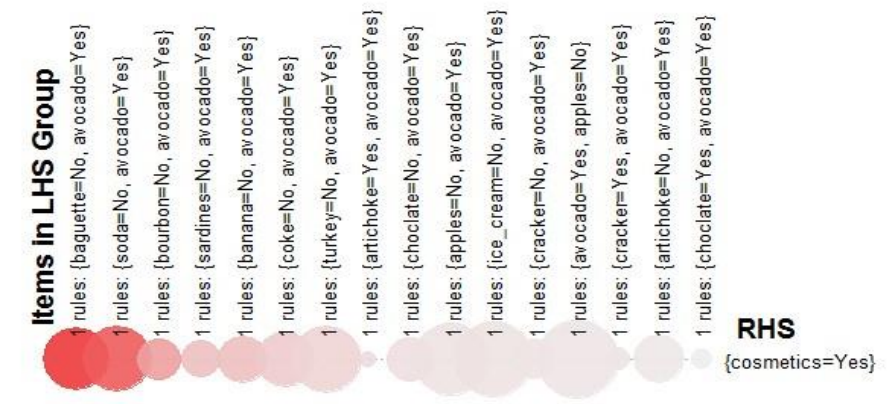 Items in LHS Group
1 rules: {baguette=No, avocado=Yes}
1 rules: {soda=No, avocado=Yes}
1 rules: {bourbon=No, avocado=Yes}
1 rules: {sardines=No, avocado=Yes}
1 rules: {banana=No, avocado=Yes}
1 rules: {coke=No, avocado=Yes}
1 rules: {turkey=No, avocado=Yes}
1 rules: {artichoke=Yes, avocado=Yes}
1 rules: {choclate=No, avocado=Yes}
1 rules: {apples=No, avocado=Yes}
1 rules: {ice_cream=No, avocado=Yes}
1 rules: {cracker=No, avocado=Yes}
1 rules: {avocado=Yes, apples=No}
1 rules: {cracker=Yes, avocado=Yes}
1 rules: {artichoke=No, avocado=Yes}
1 rules: {choclate=Yes, avocado=Yes}
RHS
{cosmetics=Yes}